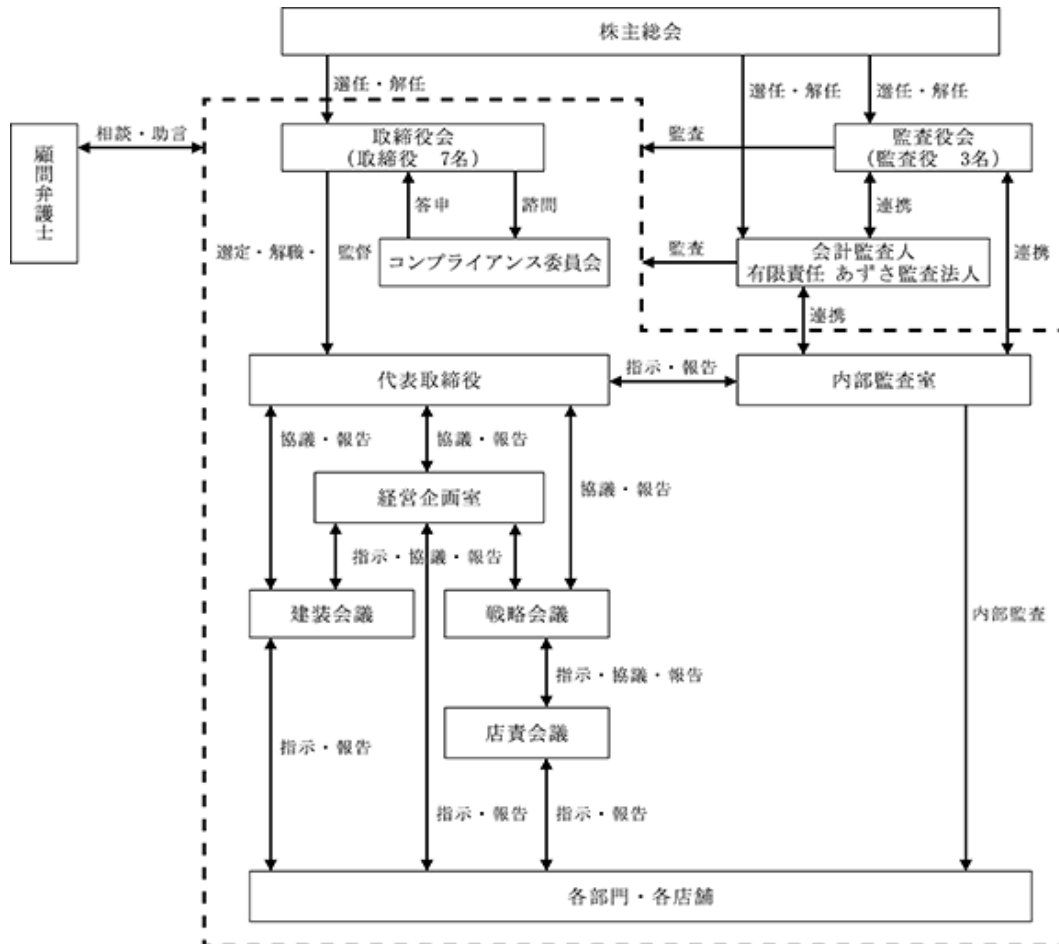 株主総会
選任・解任
選任・解任
選任・解任
顧問弁護士
相談・助言
取締役会
(取締役 7名)
監査
監査役会
(監査役 3名)
答申
諮問
連携
選定・解職・監督
コンプライアンス委員会
監査
会計監査人
有限責任 あずさ監査法人
連携
連携
代表取締役
指示・報告
内部監査室
協議・報告
協議・報告
協議・報告
経営企画室
指示・協議・報告
建装会議
戦略会議
内部監査
指示・協議・報告
店責会議
指示・報告
指示・報告
指示・報告
各部門・各店舗